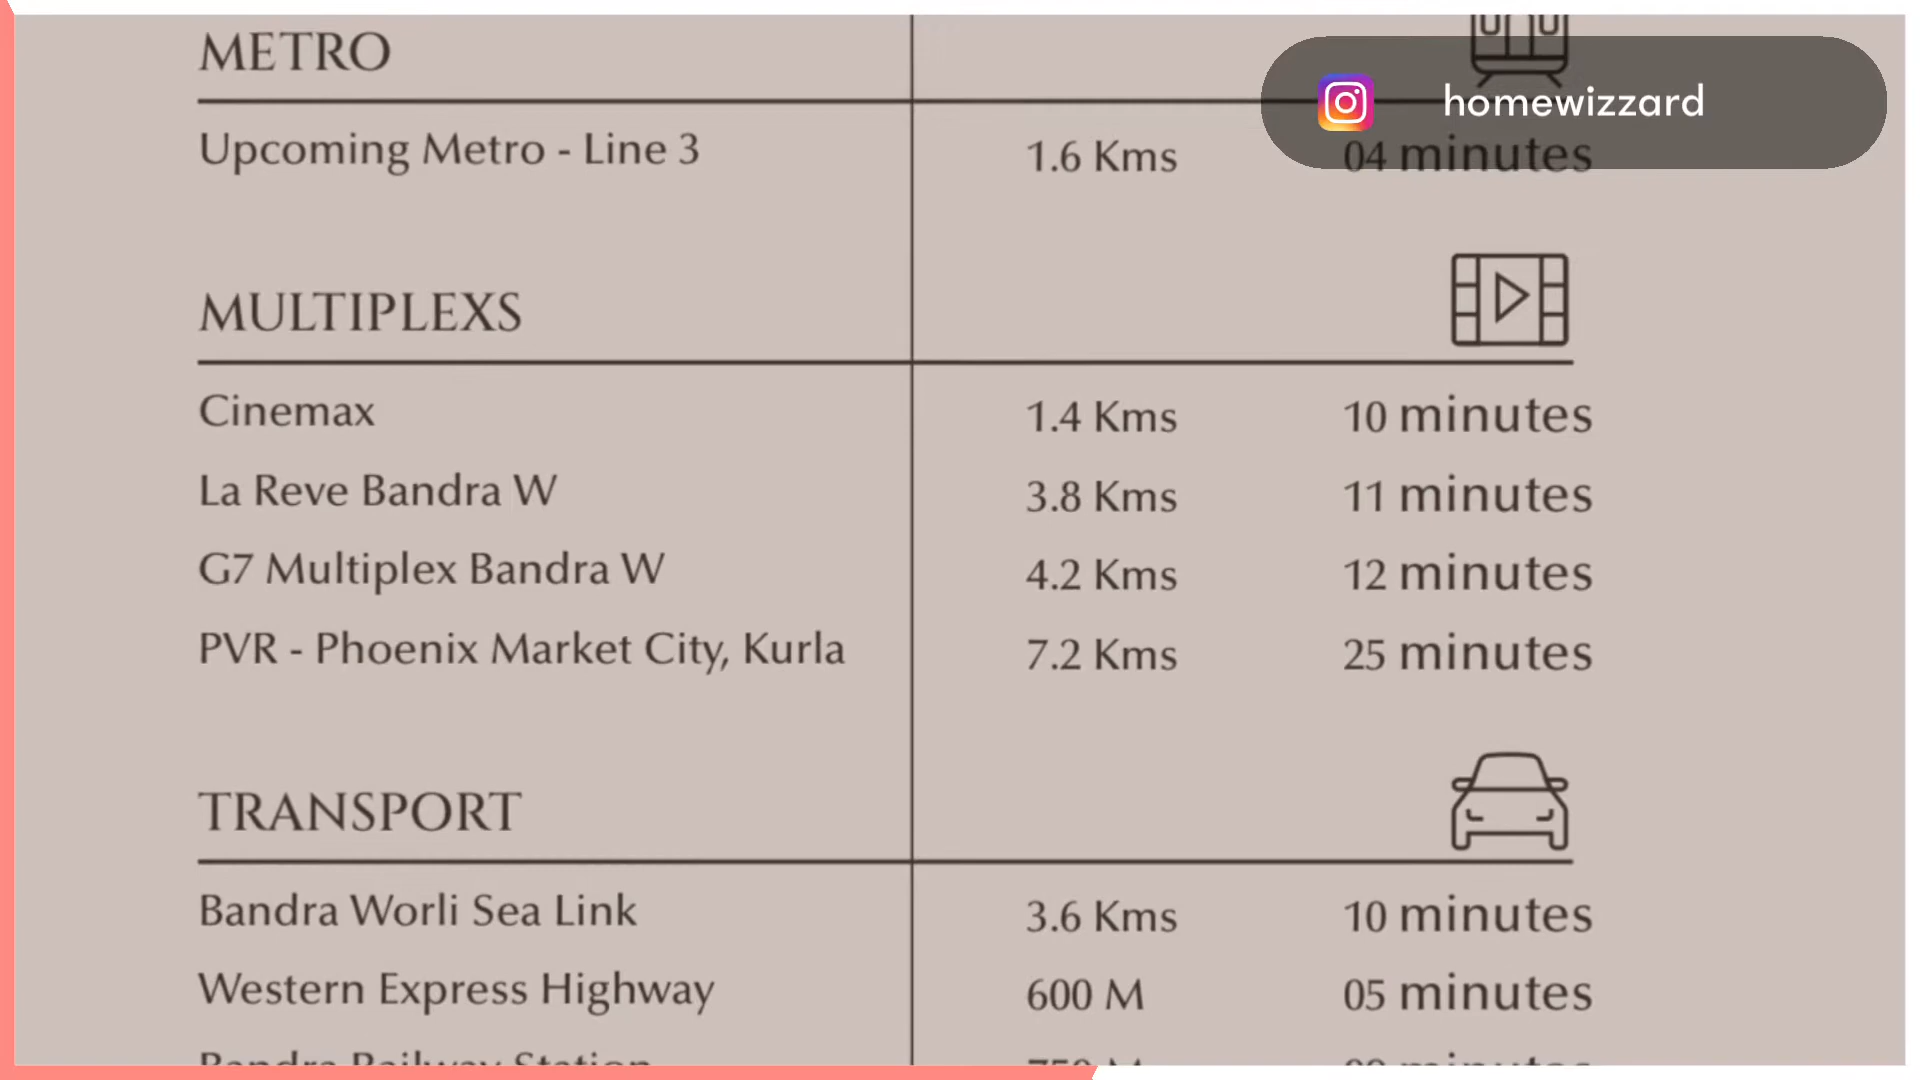 METRO
homewizzard
Upcoming Metro - Line 3 1.6 Kms 04 minutes
MULTIPLEXS
Cinemax 1.4 Kms 10 minutes
La Reve Bandra W 3.8 Kms 11 minutes
G7 Multiplex Bandra W 4.2 Kms 12 minutes
PVR - Phoenix Market City, Kurla 7.2 Kms 25 minutes
TRANSPORT
Bandra Worli Sea Link 3.6 Kms 10 minutes
Western Express Highway 600 M 05 minutes
Bandra Railway Station